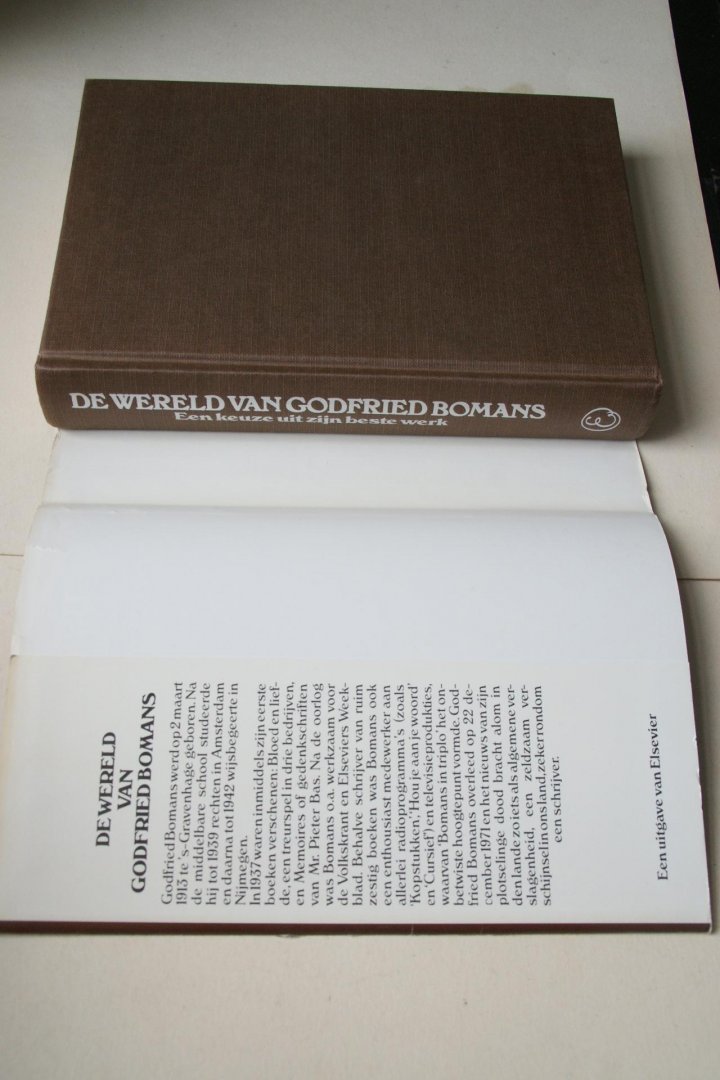 DE WERELD VAN GODFRIED BOMANS
Een keuze uit zijn beste werk
DE WERELD
VAN
GODFRIED BOMANS
Godfried Bomans werd op 2 maart
1913 te 's-Gravenhage geboren. Na
de middelbare school studeerde
hij tot 1939 rechten in Amsterdam
en daarna tot 1942 wijsbegeerte in
Nijmegen.
In 1937 waren inmiddels zijn eerste
boeken verschenen: Bloed en lief-
de, een treurspel in drie bedrijven,
en Memoires of gedenkschriften
van Mr. Pieter Bas. Na de oorlog
was Bomans o.a. werkzaam voor
de Volkskrant en Elseviers Week-
blad. Behalve schrijver van ruim
zestig boeken was Bomans ook
een enthousiast medewerker aan
allerlei radioprogramma's (zoals
'Kopstukken', 'Hou je aan je woord'
en 'Cursief') en televisieprodukties,
waarvan 'Bomans in triplo' het on-
betwiste hoogtepunt vormde. God-
fried Bomans overleed op 22 de-
cember 1971 en het nieuws van zijn
plotselinge dood bracht alom in
den lande zo iets als algemene ver-
slagenheid, een zeldzaam ver-
schijnsel in ons land, zeker rondom
een schrijver.
Een uitgave van Elsevier